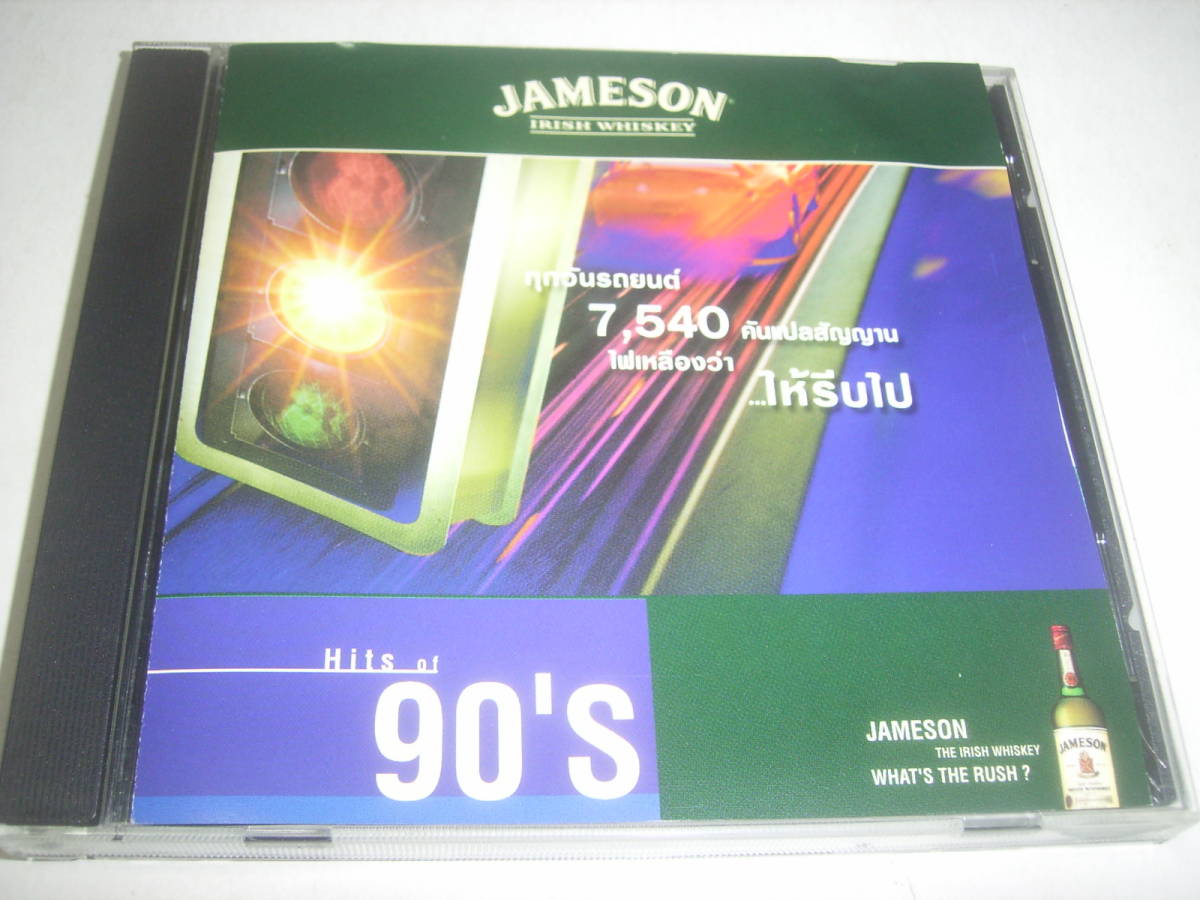 JAMESON
IRISH WHISKEY
ทุกวันรถยนต์
7,540 คันแปลสัญญาน
ไฟเหลืองว่า
...ให้รีบไป
Hits of
90'S
JAMESON
THE IRISH WHISKEY
WHAT'S THE RUSH ?
JAMESON